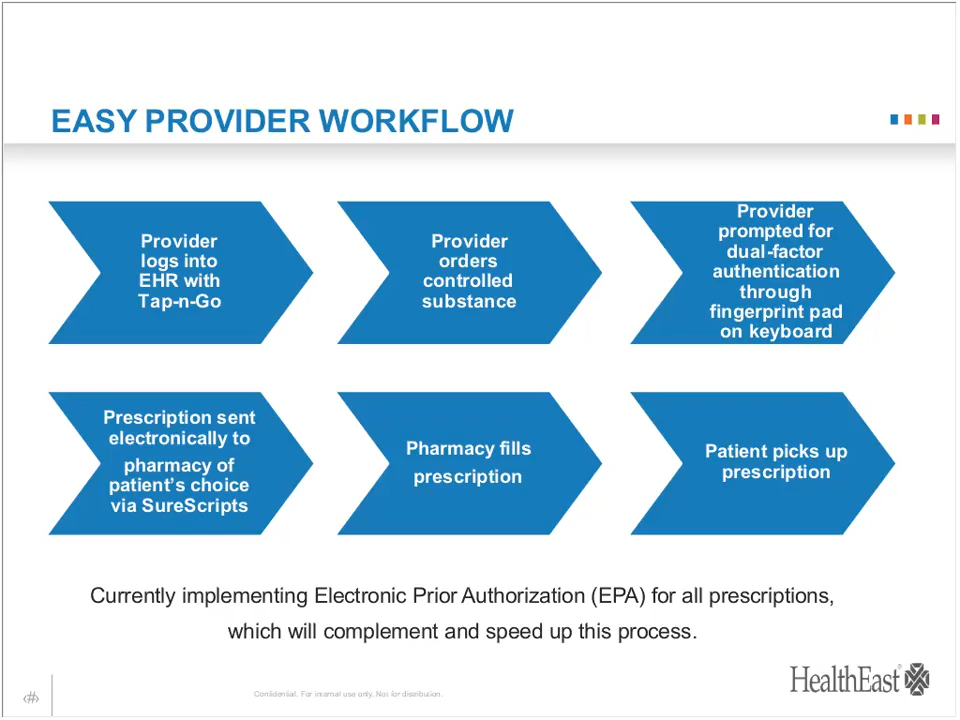 EASY PROVIDER WORKFLOW
Provider
logs into
EHR with
Tap-n-Go
Provider
orders
controlled
substance
Provider
prompted for
dual-factor
authentication
through
fingerprint pad
on keyboard
Prescription sent
electronically to
pharmacy of
patient's choice
via SureScripts
Pharmacy fills
prescription
Patient picks up
prescription
Currently implementing Electronic Prior Authorization (EPA) for all prescriptions,
which will complement and speed up this process.
‹#›
Confidential. For internal use only. Not for distribution.
HealthEast®